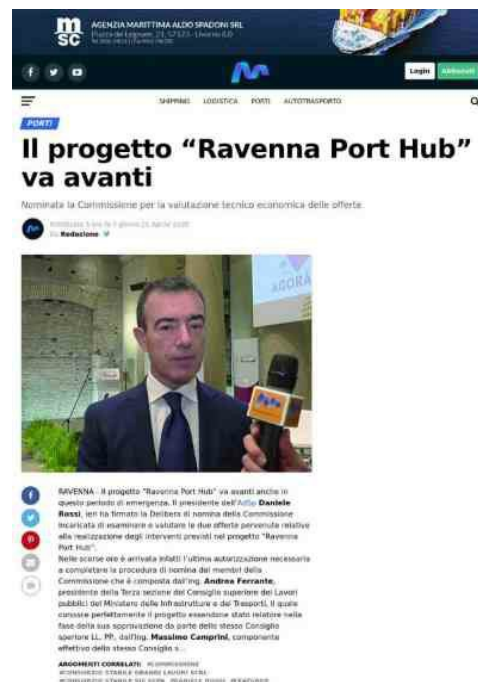 msc
AGENZIA MARITTIMA ALDO SPADONI SRL
Login
Abbonati
SHIPPING LOGISTICA PORTI AUTOTRASPORTO
PORTI
Il progetto “Ravenna Port Hub”
va avanti
Nominata la Commissione per la valutazione tecnico economica delle offerte
Redazione
AGORÀ
RAVENNA - Il progetto “Ravenna Port Hub” va avanti anche in
questo periodo di emergenza. Il presidente dell’AdSp Daniele
Rossi, ieri ha firmato la Delibera di nomina della Commissione
incaricata di esaminare e valutare le due offerte pervenute relative
alla realizzazione degli interventi previsti nel progetto “Ravenna
Port Hub”.
Nelle scorse ore è arrivata infatti l’ultima autorizzazione necessaria
a completare la procedura di nomina dei membri della
Commissione che è composta dall’ing. Andrea Ferrante,
presidente della Terza sezione del Consiglio superiore dei Lavori
pubblici del Ministero delle Infrastrutture e dei Trasporti, il quale
conosce perfettamente il progetto essendone stato relatore nella
fase della sua approvazione da parte dello stesso Consiglio
speriore LL. PP., dall’ing. Massimo Camprini, componente
effettivo dello stesso Consiglio s...
ARGOMENTI CORRELATI: #COMMISSIONE